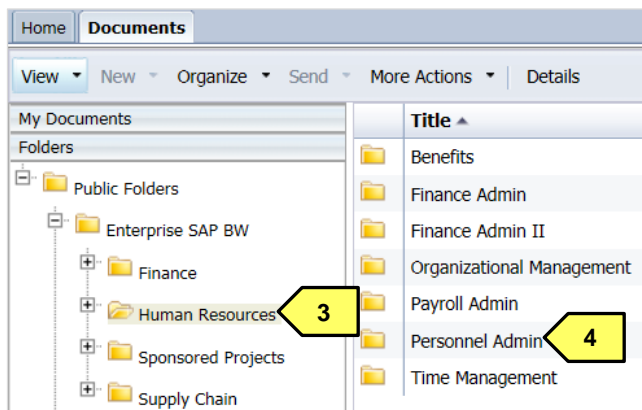 Home Documents
View New Organize Send More Actions Details
My Documents
Folders
Public Folders
Enterprise SAP BW
Finance
Human Resources 3
Sponsored Projects
Supply Chain
Title
Benefits
Finance Admin
Finance Admin II
Organizational Management
Payroll Admin
Personnel Admin 4
Time Management